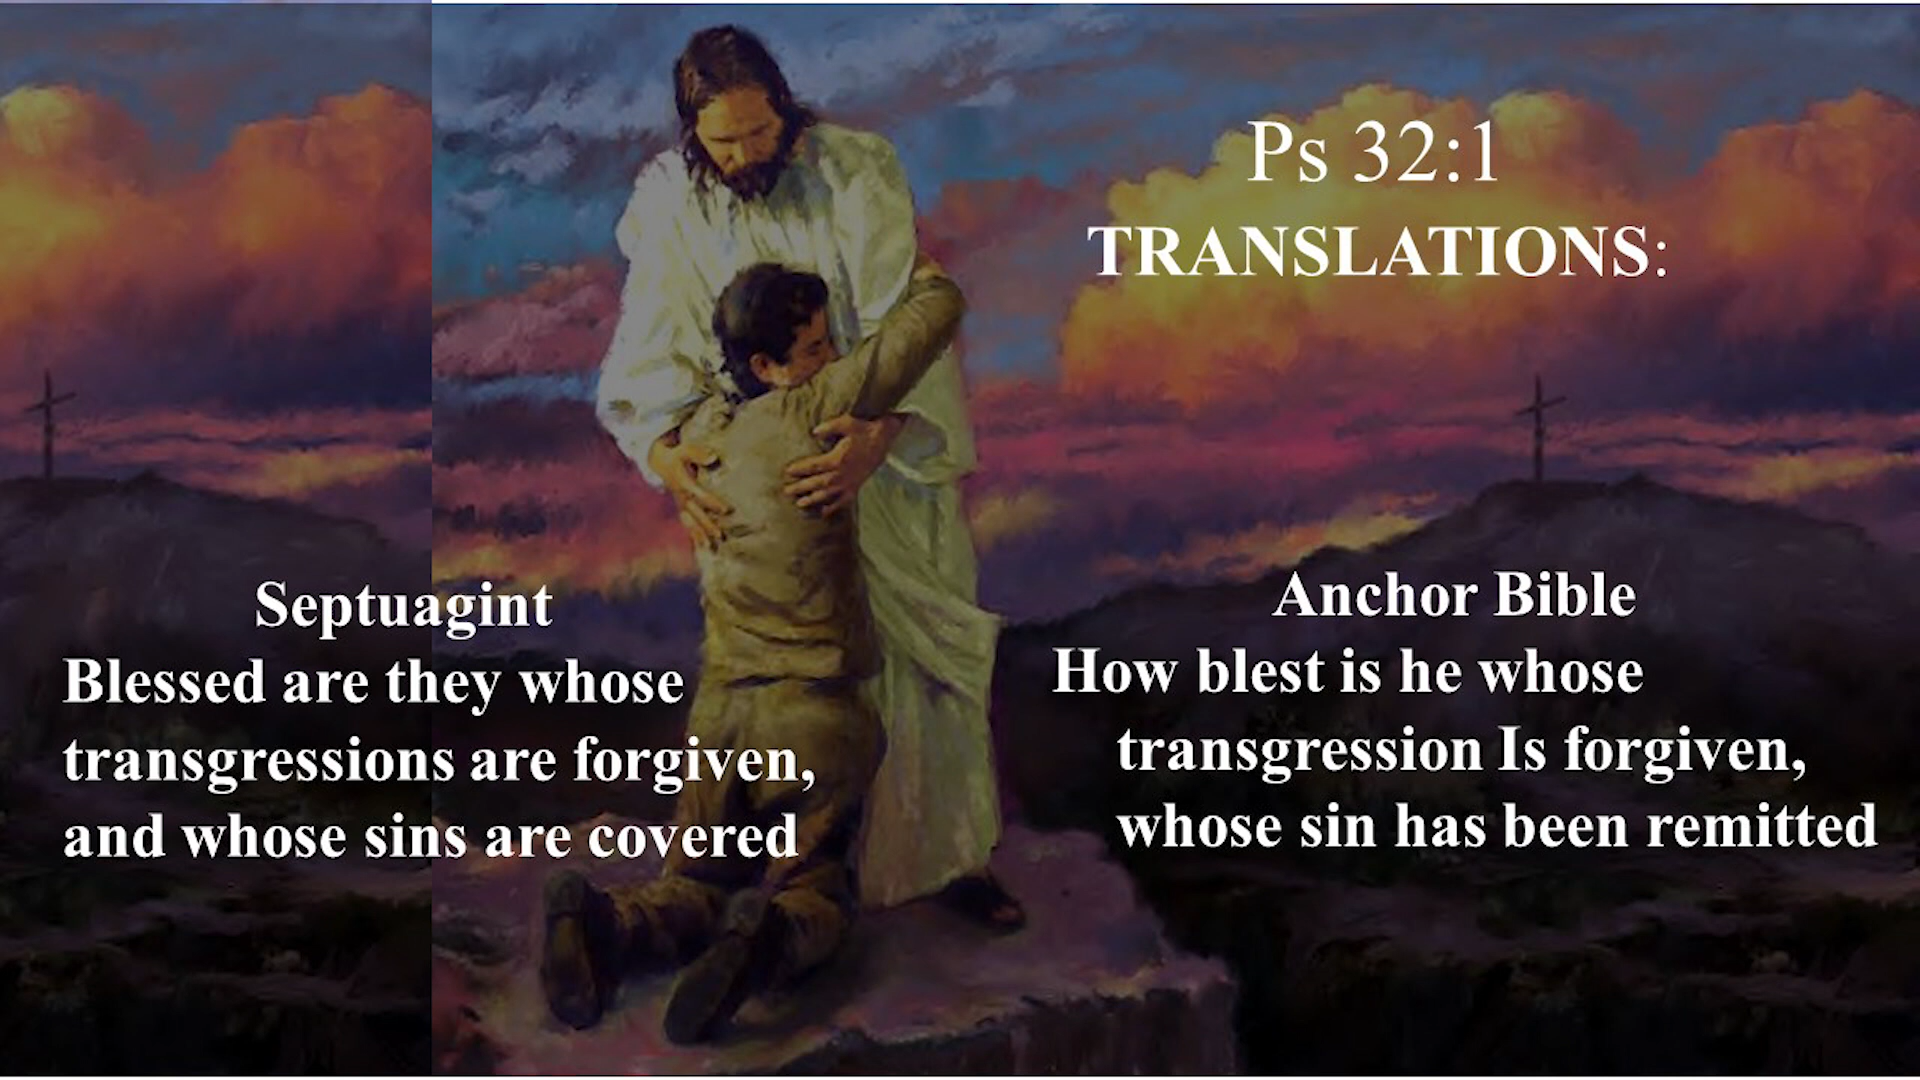 Ps 32:1
TRANSLATIONS:
Septuagint
Blessed are they whose
transgressions are forgiven,
and whose sins are covered
Anchor Bible
How blest is he whose
transgression Is forgiven,
whose sin has been remitted